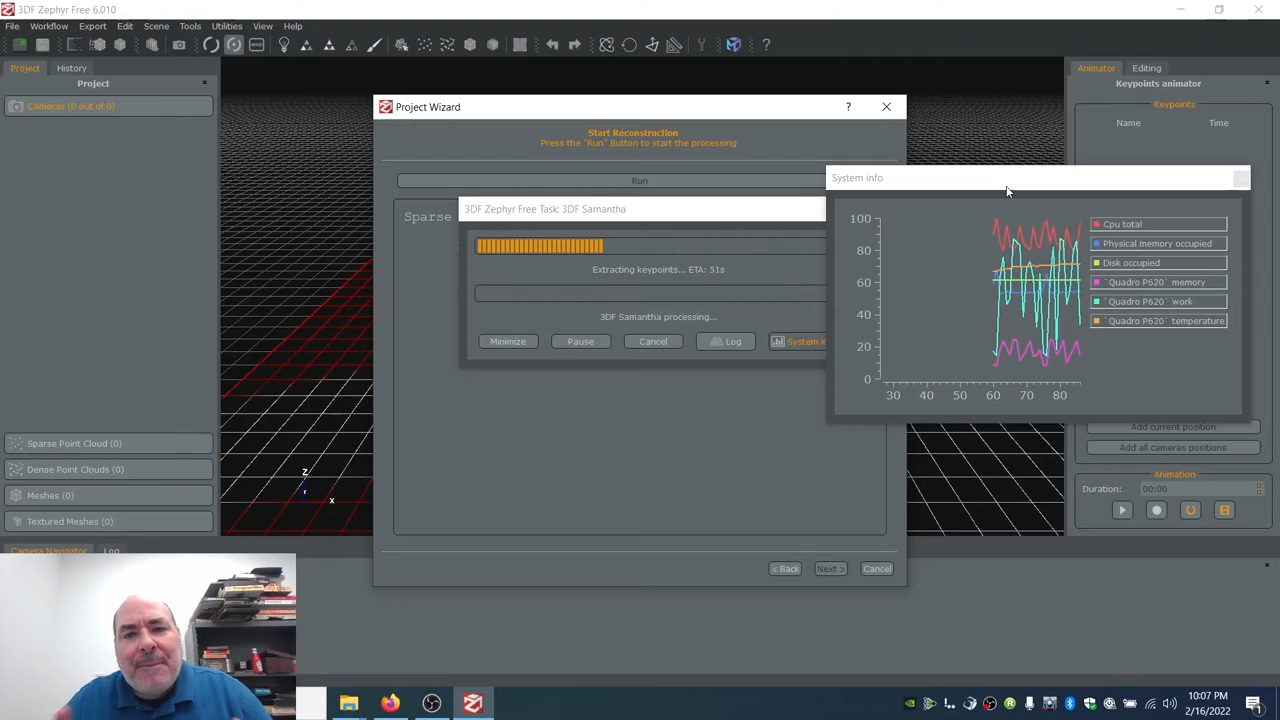 3DF Zephyr Free 6.010
File Workflow Export Edit Scene Tools Utilities View Help
Project History
Project
Cameras (0 out of 0)
Sparse Point Cloud (0)
Dense Point Clouds (0)
Meshes (0)
Textured Meshes (0)
Camera Navigator Log
Z
x
Project Wizard
?
Start Reconstruction
Press the "Run" Button to start the processing
Run
Sparse
3DF Zephyr Free Task: 3DF Samantha
Extracting keypoints... ETA: 51s
3DF Samantha processing...
Minimize Pause Cancel Log System in
< Back Next > Cancel
System info
100
80
60
40
20
0
30 40 50 60 70 80
Cpu total
Physical memory occupied
Disk occupied
`Quadro P620` memory
`Quadro P620` work
`Quadro P620` temperature
Animator Editing
Keypoints animator
Keypoints
Name Time
Add current position
Add all cameras positions
Animation
Duration: 00:00
10:07 PM
2/16/2022